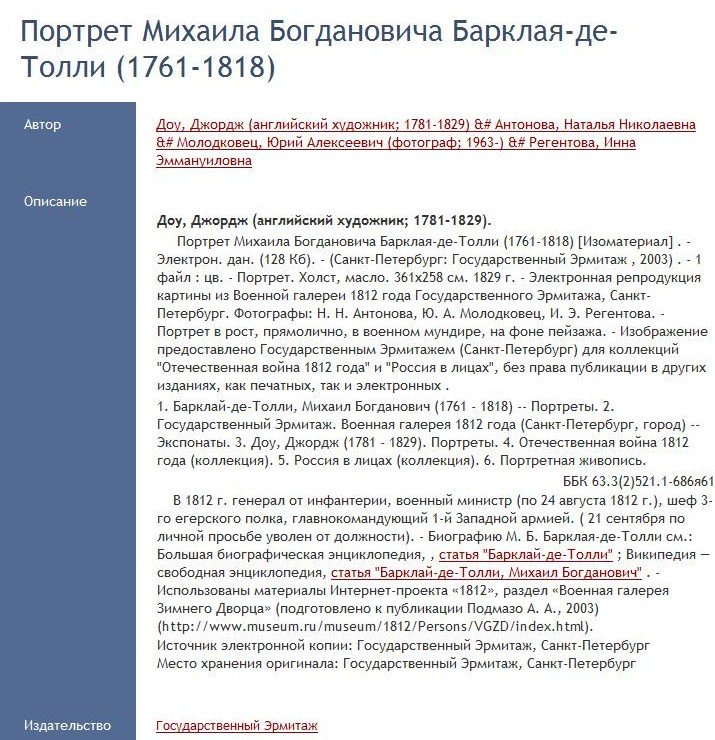 Портрет Михаила Богдановича Барклая-де-
Толли (1761-1818)
Автор
Доу, Джордж (английский художник; 1781-1829) &# Антонова, Наталья Николаевна
&# Молодковец, Юрий Алексеевич (фотограф; 1963-) &# Регентова, Инна
Эммануиловна
Описание
Доу, Джордж (английский художник; 1781-1829).
Портрет Михаила Богдановича Барклая-де-Толли (1761-1818) [Изоматериал] . -
Электрон. дан. (128 Кб). - (Санкт-Петербург: Государственный Эрмитаж , 2003) . - 1
файл : цв. - Портрет. Холст, масло. 361х258 см. 1829 г. - Электронная репродукция
картины из Военной галереи 1812 года Государственного Эрмитажа, Санкт-
Петербург. Фотографы: Н. Н. Антонова, Ю. А. Молодковец, И. Э. Регентова. -
Портрет в рост, прямолично, в военном мундире, на фоне пейзажа. - Изображение
предоставлено Государственным Эрмитажем (Санкт-Петербург) для коллекций
"Отечественная война 1812 года" и "Россия в лицах", без права публикации в других
изданиях, как печатных, так и электронных .
1. Барклай-де-Толли, Михаил Богданович (1761 - 1818) -- Портреты. 2.
Государственный Эрмитаж. Военная галерея 1812 года (Санкт-Петербург, город) --
Экспонаты. 3. Доу, Джордж (1781 - 1829). Портреты. 4. Отечественная война 1812
года (коллекция). 5. Россия в лицах (коллекция). 6. Портретная живопись.
ББК 63.3(2)521.1-686я61
В 1812 г. генерал от инфантерии, военный министр (по 24 августа 1812 г.), шеф 3-
го егерского полка, главнокомандующий 1-й Западной армией. ( 21 сентября по
личной просьбе уволен от должности). - Биографию М. Б. Барклая-де-Толли см.:
Большая биографическая энциклопедия, , статья "Барклай-де-Толли" ; Википедия —
свободная энциклопедия, статья "Барклай-де-Толли, Михаил Богданович" . -
Использованы материалы Интернет-проекта «1812», раздел «Военная галерея
Зимнего Дворца» (подготовлено к публикации Подмазо А. А., 2003)
(http://www.museum.ru/museum/1812/Persons/VGZD/index.html).
Источник электронной копии: Государственный Эрмитаж, Санкт-Петербург
Место хранения оригинала: Государственный Эрмитаж, Санкт-Петербург
Издательство
Государственный Эрмитаж